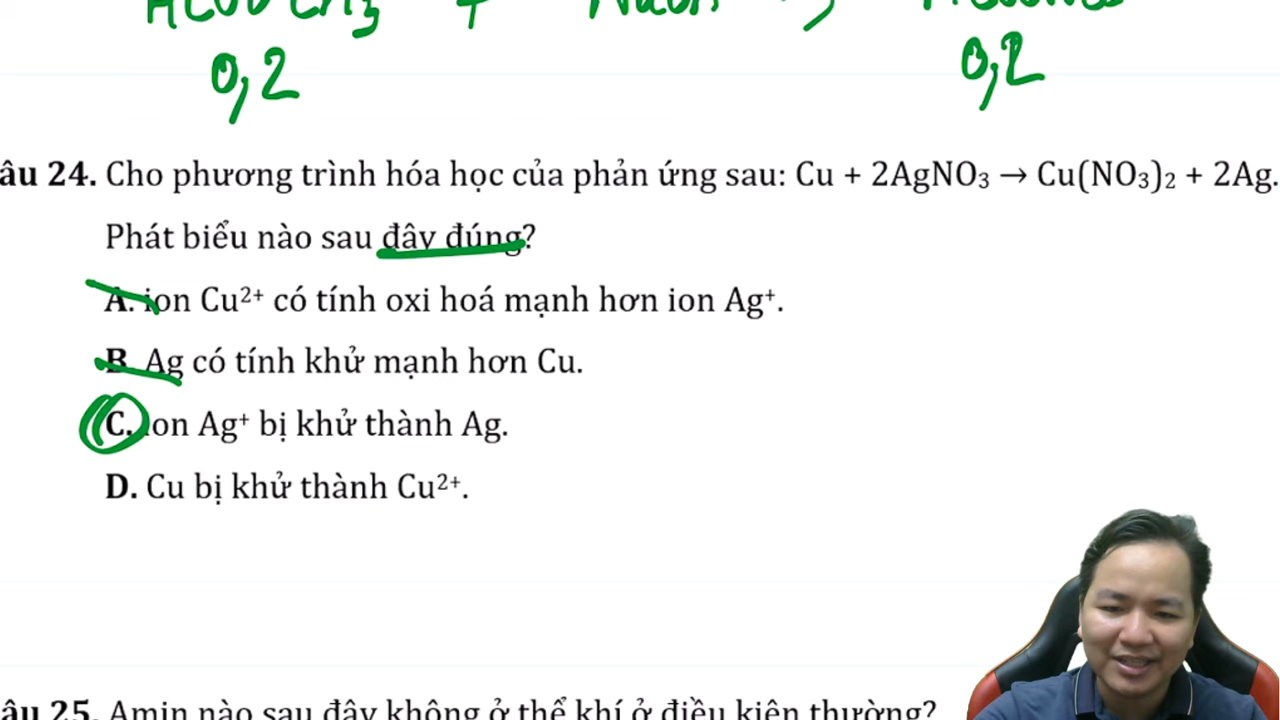 0,2 0,2
âu 24. Cho phương trình hóa học của phản ứng sau: Cu + 2AgNO₃ → Cu(NO₃)₂ + 2Ag.
Phát biểu nào sau đây đúng?
A. ion Cu²⁺ có tính oxi hoá mạnh hơn ion Ag⁺.
B. Ag có tính khử mạnh hơn Cu.
C. ion Ag⁺ bị khử thành Ag.
D. Cu bị khử thành Cu²⁺.
âu 25. Amin nào sau đây không ở thể khí ở điều kiện thường?